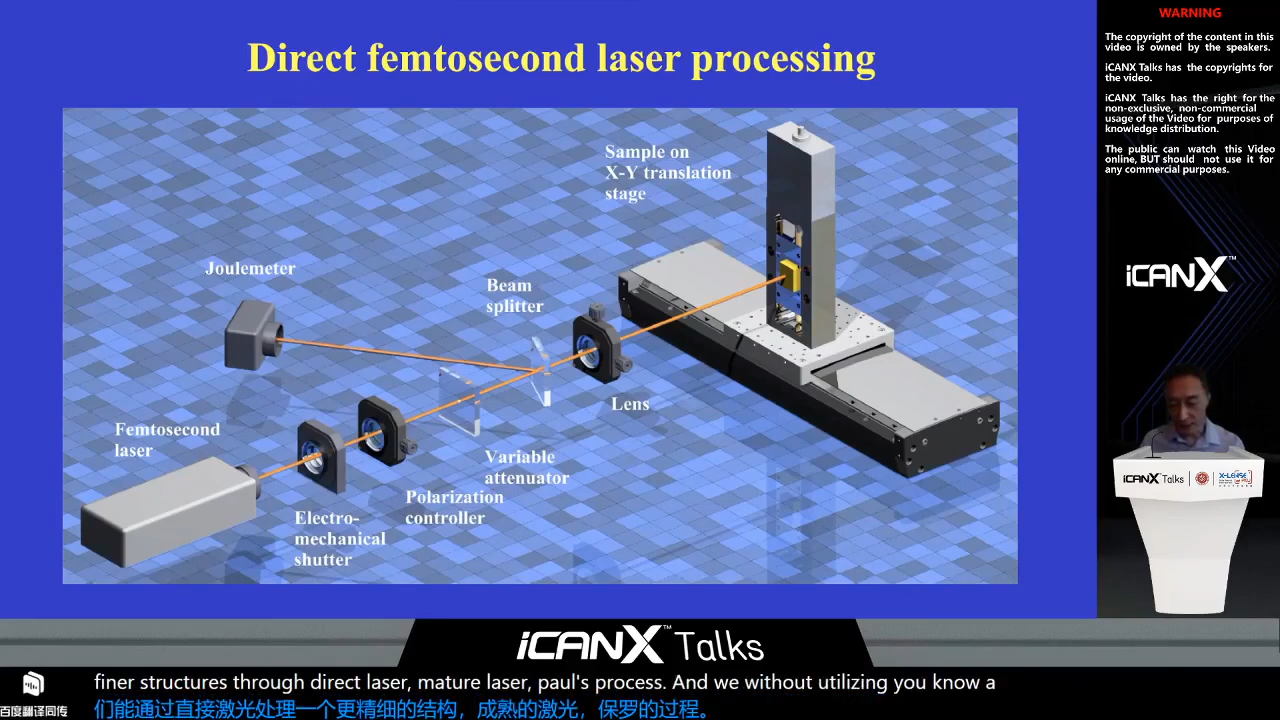 Direct femtosecond laser processing
Sample on
X-Y translation
stage
Joulemeter
Beam
splitter
Lens
Femtosecond
laser
Variable
attenuator
Polarization
controller
Electro-
mechanical
shutter
WARNING
The copyright of the content in this
video is owned by the speakers.
iCANX Talks has the copyrights for
the video.
iCANX Talks has the right for the
non-exclusive, non-commercial
usage of the Video for purposes of
knowledge distribution.
The public can watch this Video
online, BUT should not use it for
any commercial purposes.
iCANX™
iCANX Talks
X-LENSE
iCANX™ Talks
finer structures through direct laser, mature laser, paul's process. And we without utilizing you know a
们能通过直接激光处理一个更精细的结构，成熟的激光，保罗的过程。
百度翻译同传